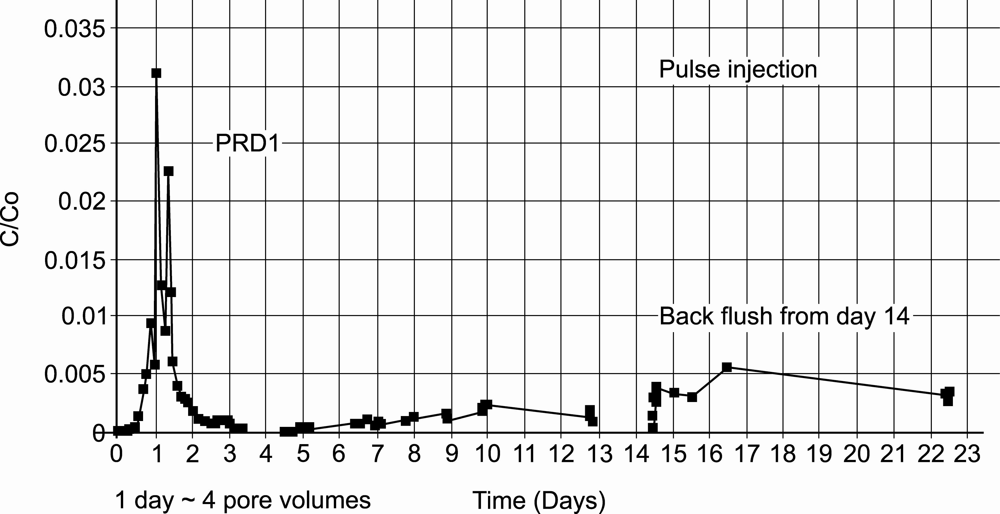 0.035
Pulse injection
0.03
0.025
PRD1
0.02
C/Co
0.015
0.01
Back flush from day 14
0.005
0
0 1 2 3 4 5 6 7 8 9 10 11 12 13 14 15 16 17 18 19 20 21 22 23
1 day ~ 4 pore volumes
Time (Days)